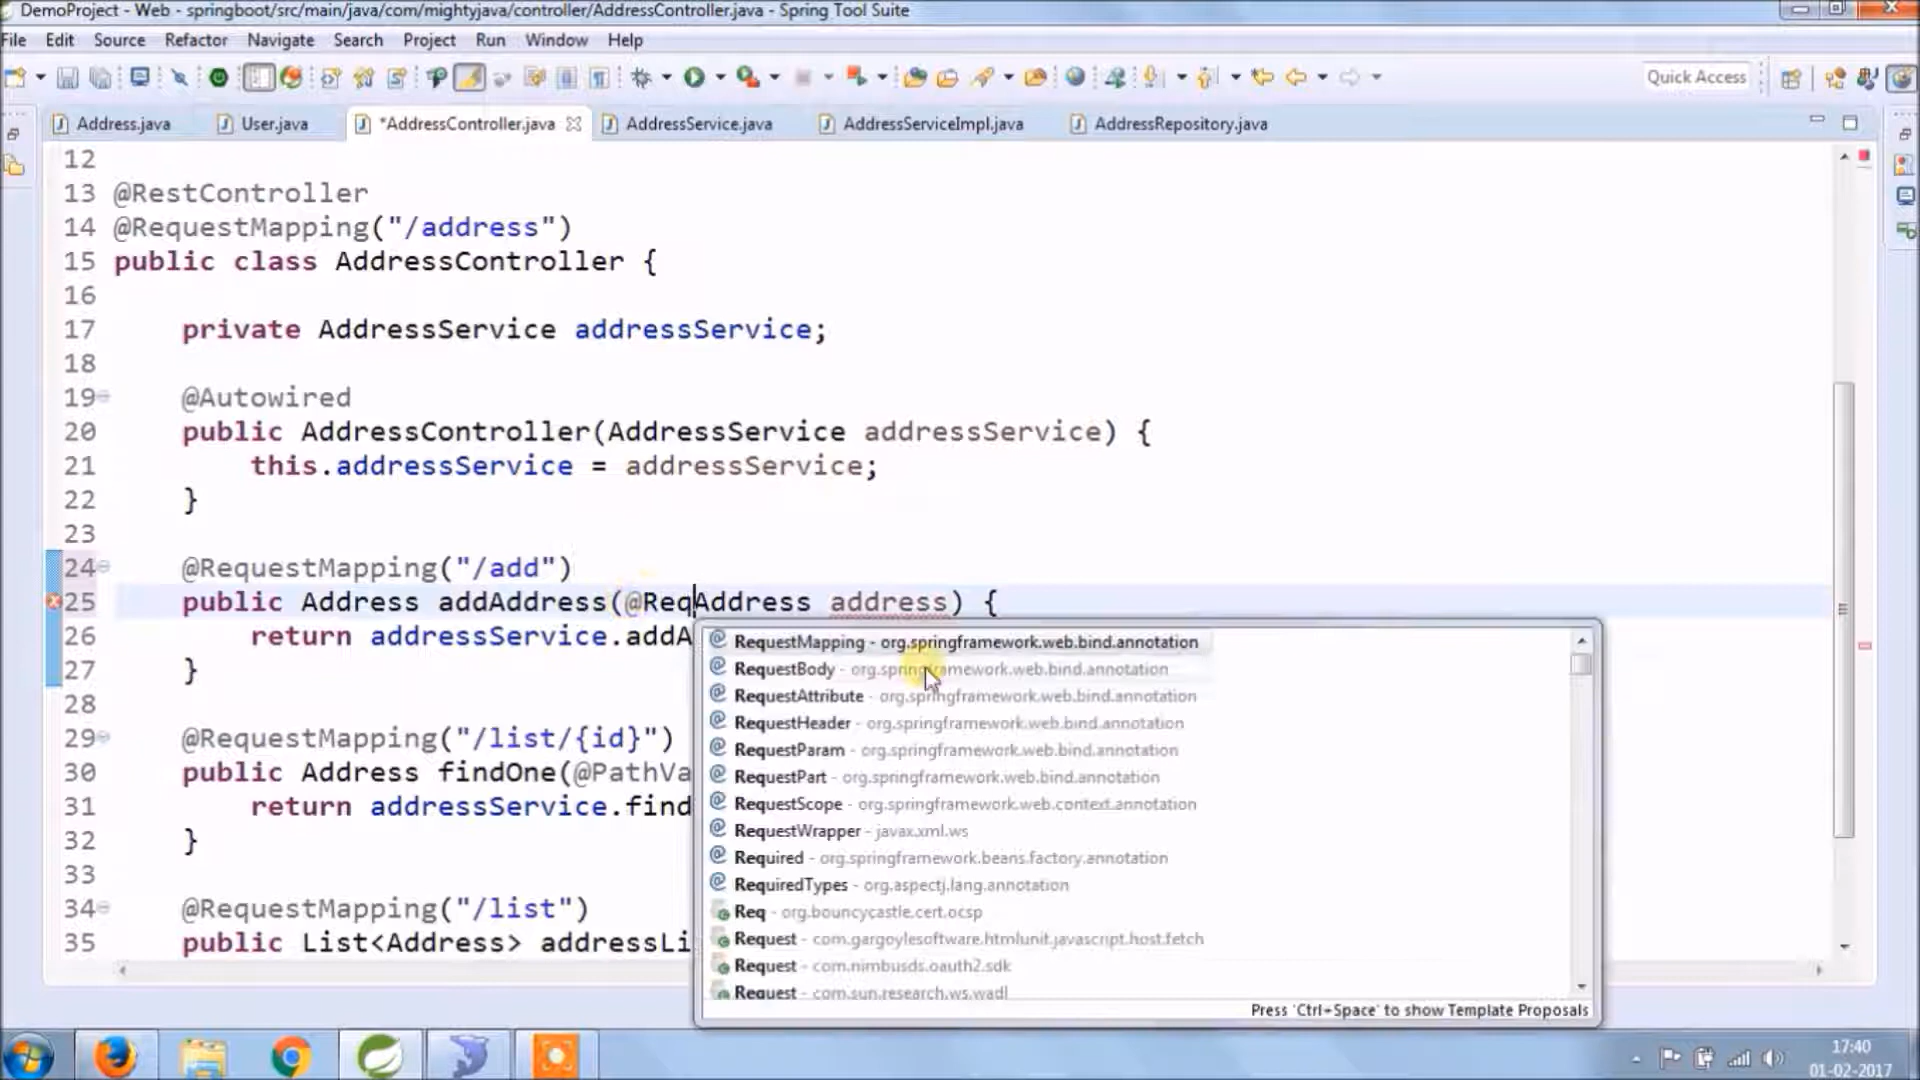 DemoProject - Web - springboot/src/main/java/com/mightyjava/controller/AddressController.java - Spring Tool Suite
File Edit Source Refactor Navigate Search Project Run Window Help
Quick Access
Address.java User.java *AddressController.java AddressService.java AddressServiceImpl.java AddressRepository.java
12
13 @RestController
14 @RequestMapping("/address")
15 public class AddressController {
16
17 private AddressService addressService;
18
19 @Autowired
20 public AddressController(AddressService addressService) {
21 this.addressService = addressService;
22 }
23
24 @RequestMapping("/add")
25 public Address addAddress(@ReqAddress address) {
26 return addressService.addA
27 }
28
29 @RequestMapping("/list/{id}")
30 public Address findOne(@PathVa
31 return addressService.find
32 }
33
34 @RequestMapping("/list")
35 public List<Address> addressLi
RequestMapping - org.springframework.web.bind.annotation
RequestBody - org.springframework.web.bind.annotation
RequestAttribute - org.springframework.web.bind.annotation
RequestHeader - org.springframework.web.bind.annotation
RequestParam - org.springframework.web.bind.annotation
RequestPart - org.springframework.web.bind.annotation
RequestScope - org.springframework.web.context.annotation
RequestWrapper - javax.xml.ws
Required - org.springframework.beans.factory.annotation
RequiredTypes - org.aspectj.lang.annotation
Req - org.bouncycastle.cert.ocsp
Request - com.gargoylesoftware.htmlunit.javascript.host.fetch
Request - com.nimbusds.oauth2.sdk
Request - com.sun.research.ws.wadl
Press 'Ctrl+Space' to show Template Proposals
17:40
01-02-2017